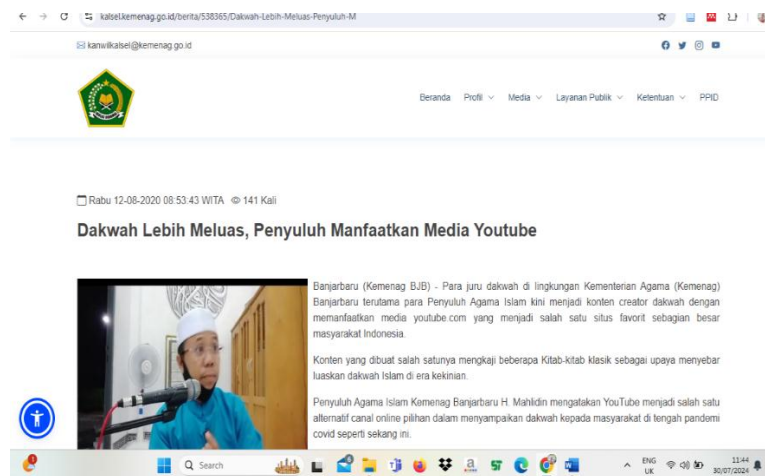 kalsel.kemenag.go.id/berita/538365/Dakwah-Lebih-Meluas-Penyuluh-M
kanwilkalsel@kemenag.go.id
Beranda Profil Media Layanan Publik Ketentuan PPID
Rabu 12-08-2020 08:53:43 WITA 141 Kali
Dakwah Lebih Meluas, Penyuluh Manfaatkan Media Youtube
Banjarbaru (Kemenag BJB) - Para juru dakwah di lingkungan Kementerian Agama (Kemenag)
Banjarbaru terutama para Penyuluh Agama Islam kini menjadi konten creator dakwah dengan
memanfaatkan media youtube.com yang menjadi salah satu situs favorit sebagian besar
masyarakat Indonesia.
Konten yang dibuat salah satunya mengkaji beberapa Kitab-kitab klasik sebagai upaya menyebar
luaskan dakwah Islam di era kekinian.
Penyuluh Agama Islam Kemenag Banjarbaru H. Mahlidin mengatakan YouTube menjadi salah satu
alternatif canal online pilihan dalam menyampaikan dakwah kepada masyarakat di tengah pandemi
covid seperti sekang ini.
Search
ENG
UK
11:44
30/07/2024